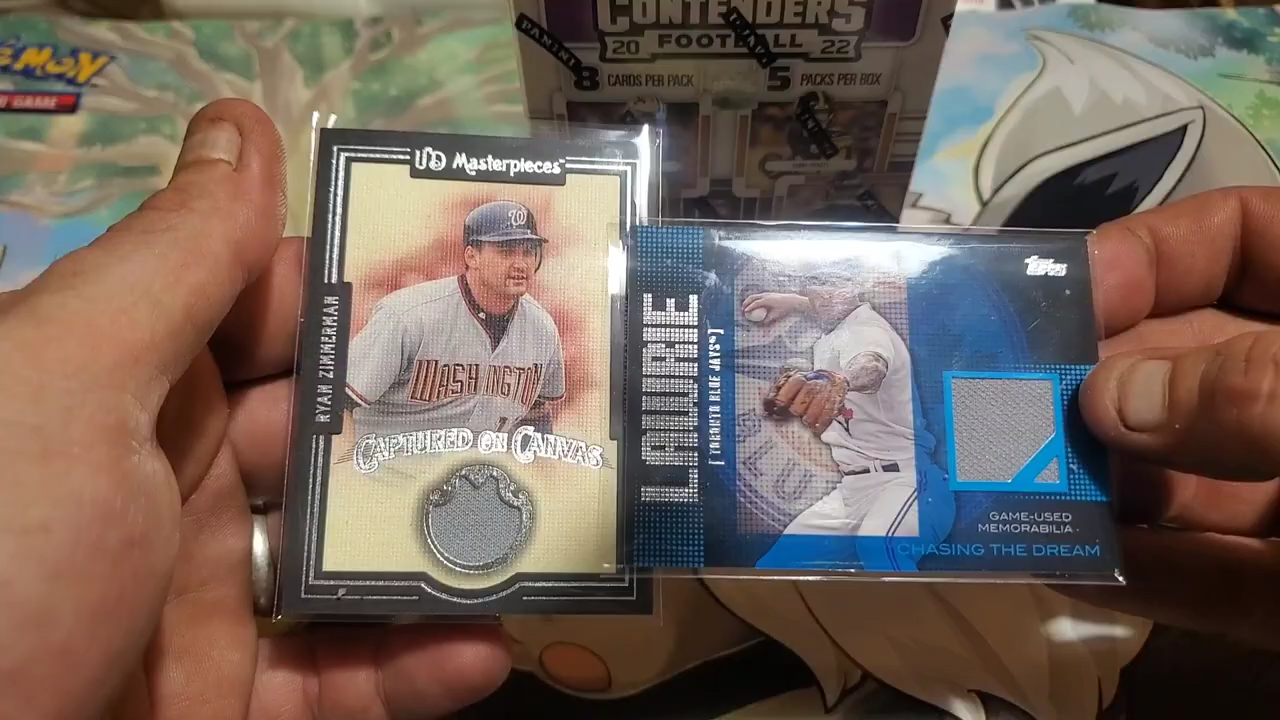 CONTENDERS
20 FOOTBALL 22
PANINI
8 CARDS PER PACK
5 PACKS PER BOX
UD Masterpieces
RYAN ZIMMERMAN
W
WASHINGTON
CAPTURED ON CANVAS
LAWRIE
[TORONTO BLUE JAYS]
Topps
GAME-USED
MEMORABILIA
CHASING THE DREAM